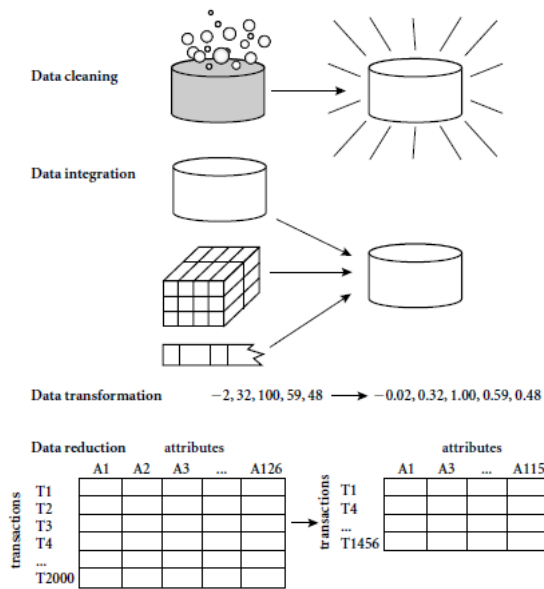 Data cleaning
Data integration
Data transformation −2, 32, 100, 59, 48 −0.02, 0.32, 1.00, 0.59, 0.48
Data reduction attributes
A1 A2 A3 ... A126
transactions
T1
T2
T3
T4
...
T2000
attributes
A1 A3 ... A115
transactions
T1
T4
...
T1456